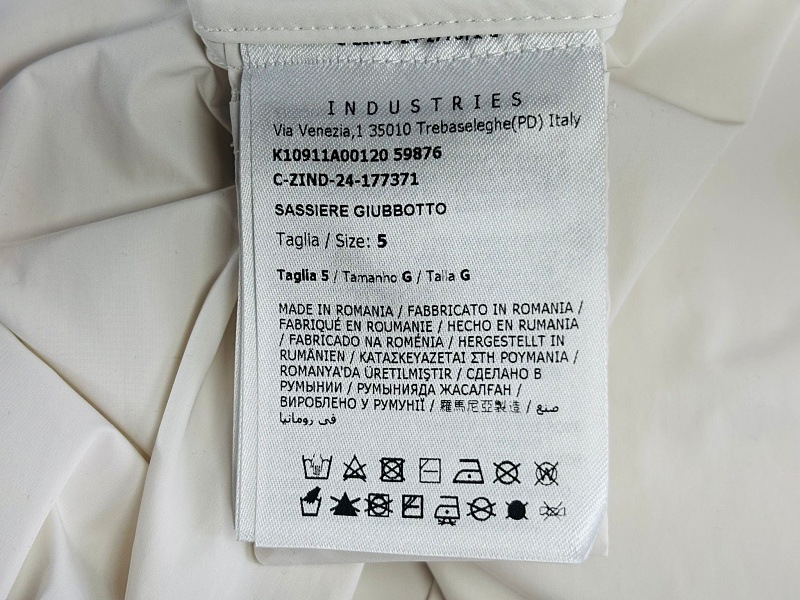 INDUSTRIES
Via Venezia,1 35010 Trebaseleghe(PD) Italy
K10911A00120 59876
C-ZIND-24-177371
SASSIERE GIUBBOTTO
Taglia / Size: 5
Taglia 5 / Tamanho G / Talla G
MADE IN ROMANIA / FABBRICATO IN ROMANIA /
FABRIQUÉ EN ROUMANIE / HECHO EN RUMANIA
/ FABRICADO NA ROMÉNIA / HERGESTELLT IN
RUMÄNIEN / ΚΑΤΑΣΚΕΥΑΖΕΤΑΙ ΣΤΗ ΡΟΥΜΑΝΙΑ /
ROMANYA'DA ÜRETILMIŞTIR / СДЕЛАНО В
РУМЫНИИ / РУМЫНИЯДА ЖАСАЛҒАН /
ВИРОБЛЕНО У РУМУНІЇ / 羅馬尼亞製造 / صنع
في رومانيا